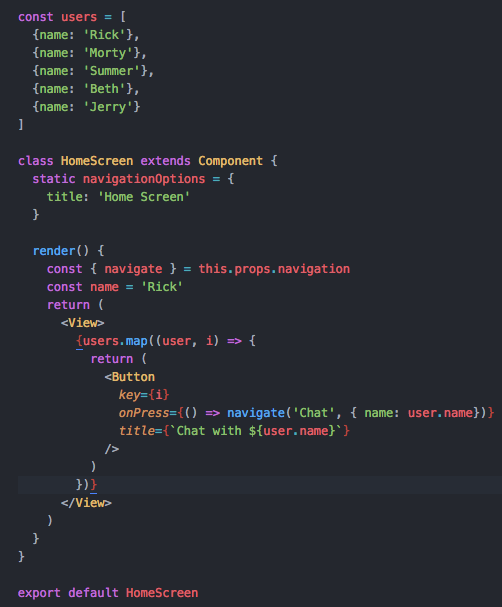 const users = [
  {name: 'Rick'},
  {name: 'Morty'},
  {name: 'Summer'},
  {name: 'Beth'},
  {name: 'Jerry'}
]

class HomeScreen extends Component {
  static navigationOptions = {
    title: 'Home Screen'
  }

  render() {
    const { navigate } = this.props.navigation
    const name = 'Rick'
    return (
      <View>
        {users.map((user, i) => {
          return (
            <Button
              key={i}
              onPress={() => navigate('Chat', { name: user.name})}
              title={`Chat with ${user.name}`}
            />
          )
        })}
      </View>
    )
  }
}

export default HomeScreen